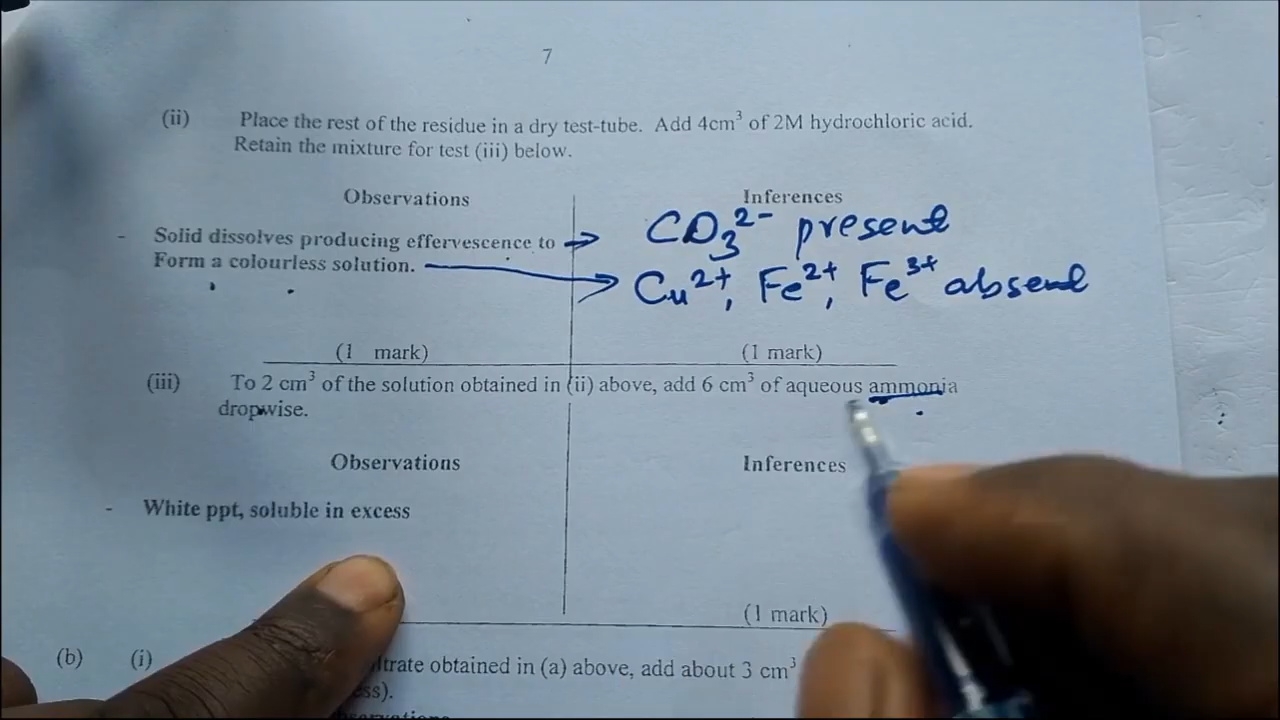 7
(ii) Place the rest of the residue in a dry test-tube. Add 4cm³ of 2M hydrochloric acid.
Retain the mixture for test (iii) below.
Observations Inferences
- Solid dissolves producing effervescence to → CO₃²⁻ present
Form a colourless solution. → Cu²⁺, Fe²⁺, Fe³⁺ absent
(1 mark) (1 mark)
(iii) To 2 cm³ of the solution obtained in (ii) above, add 6 cm³ of aqueous ammonia
dropwise.
Observations Inferences
- White ppt, soluble in excess
(1 mark)
(b) (i) ltrate obtained in (a) above, add about 3 cm³
ess).